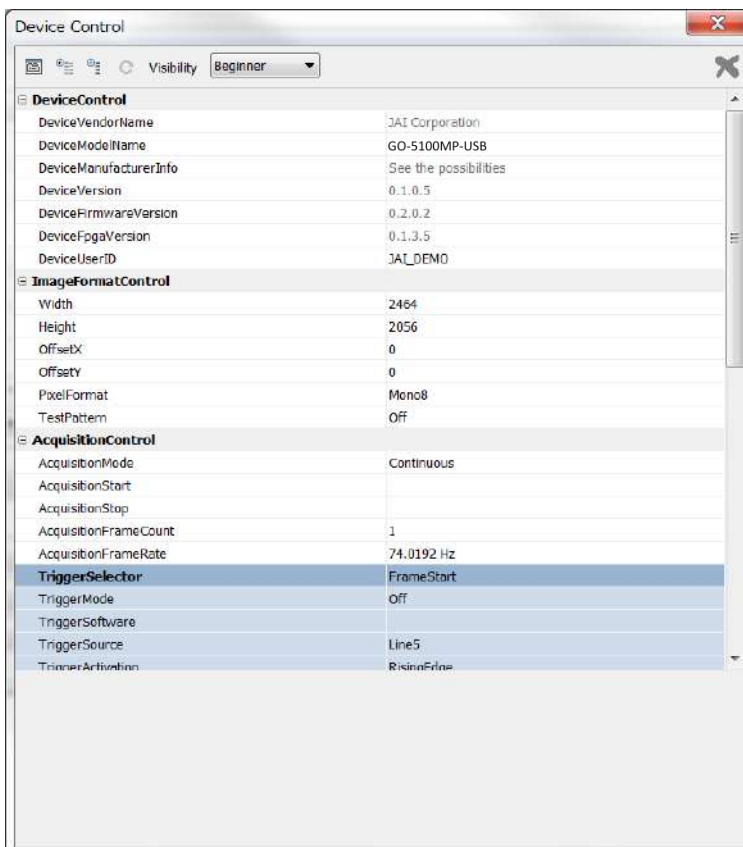 Device Control
Visibility Beginner
DeviceControl
DeviceVendorName JAI Corporation
DeviceModelName GO-5100MP-USB
DeviceManufacturerInfo See the possibilities
DeviceVersion 0.1.0.5
DeviceFirmwareVersion 0.2.0.2
DeviceFpgaVersion 0.1.3.5
DeviceUserID JAI_DEMO
ImageFormatControl
Width 2464
Height 2056
OffsetX 0
OffsetY 0
PixelFormat Mono8
TestPattern Off
AcquisitionControl
AcquisitionMode Continuous
AcquisitionStart
AcquisitionStop
AcquisitionFrameCount 1
AcquisitionFrameRate 74.0192 Hz
TriggerSelector FrameStart
TriggerMode Off
TriggerSoftware
TriggerSource Line5
TriggerActivation RisingEdge